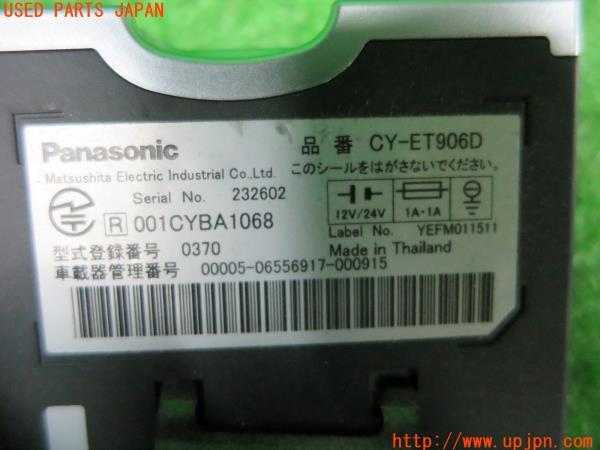 USED PARTS JAPAN
Panasonic
品番 CY-ET906D
Matsushita Electric Industrial Co.,Ltd.
このシールをはがさないでください。
Serial No. 232602
12V/24V
1A・1A
R 001CYBA1068
Label No. YEFM011511
型式登録番号 0370
Made in Thailand
車載器管理番号 00005-06556917-000915
http://www.upjpn.com/